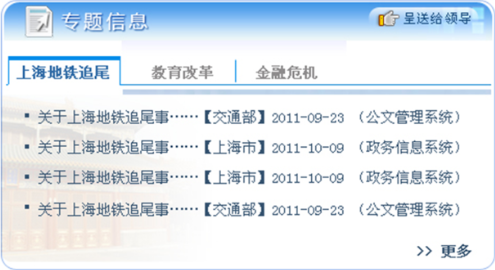 专题信息 呈送给领导
上海地铁追尾 教育改革 金融危机
▪ 关于上海地铁追尾事……【交通部】2011-09-23 （公文管理系统）
▪ 关于上海地铁追尾事……【上海市】2011-10-09 （政务信息系统）
▪ 关于上海地铁追尾事……【上海市】2011-10-09 （政务信息系统）
▪ 关于上海地铁追尾事……【交通部】2011-09-23 （公文管理系统）
>> 更多